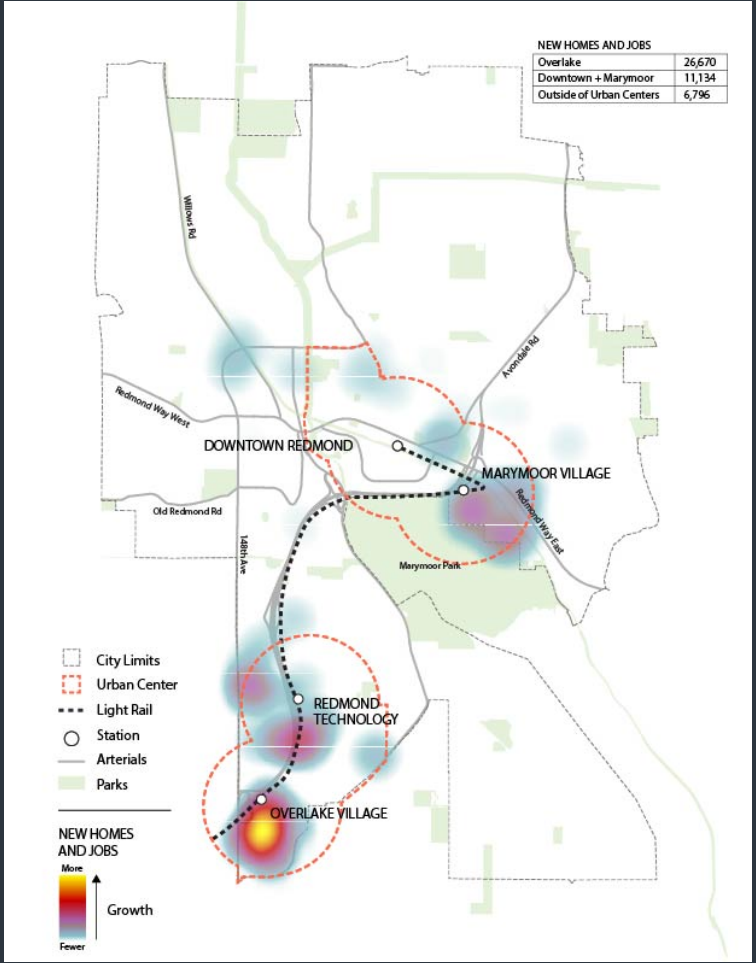 NEW HOMES AND JOBS
Overlake 26,670
Downtown + Marymoor 11,134
Outside of Urban Centers 6,796
Willows Rd
Avondale Rd
Redmond Way West
DOWNTOWN REDMOND
MARYMOOR VILLAGE
Redmond Way East
Old Redmond Rd
148th Ave
Marymoor Park
City Limits
Urban Center
Light Rail
Station
Arterials
Parks
REDMOND
TECHNOLOGY
OVERLAKE VILLAGE
NEW HOMES
AND JOBS
More
Growth
Fewer